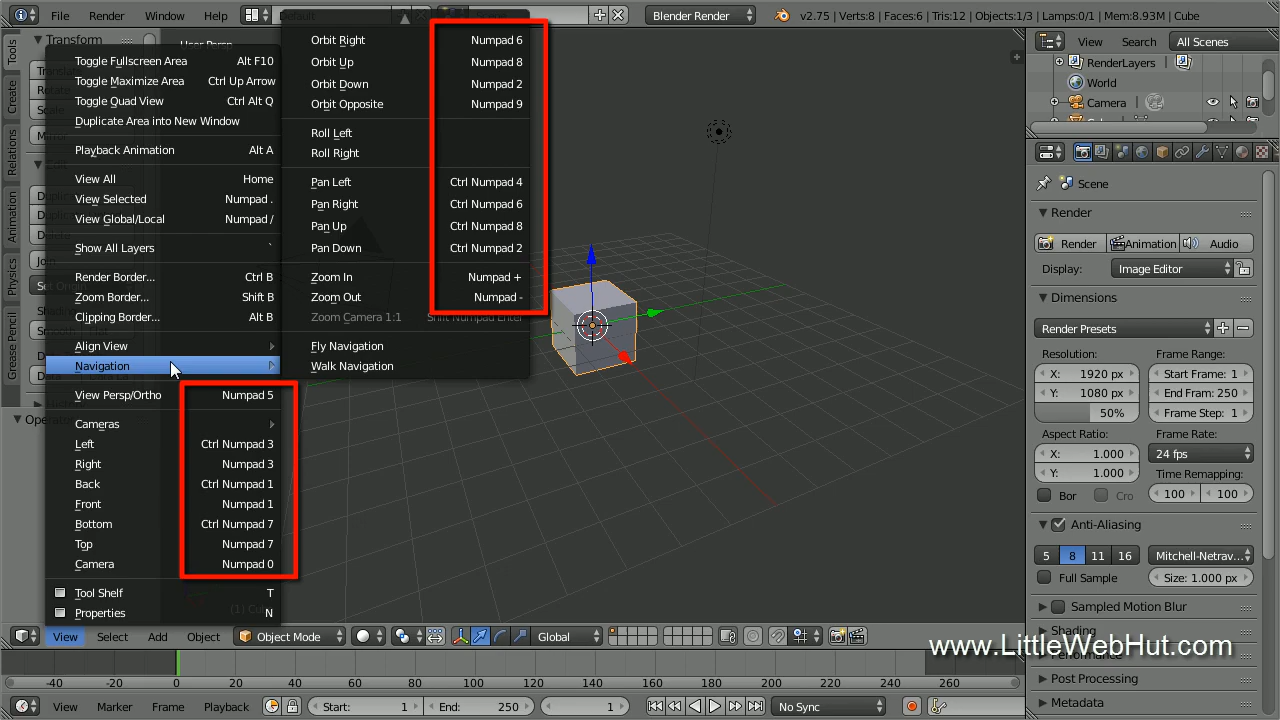 File Render Window Help Default Blender Render v2.75 | Verts:8 | Faces:6 | Tris:12 | Objects:1/3 | Lamps:0/1 | Mem:8.93M | Cube
Tools
Create
Relations
Animation
Physics
Grease Pencil
Transform
User Persp
Toggle Fullscreen Area Alt F10
Toggle Maximize Area Ctrl Up Arrow
Toggle Quad View Ctrl Alt Q
Duplicate Area into New Window
Playback Animation Alt A
View All Home
View Selected Numpad .
View Global/Local Numpad /
Show All Layers `
Render Border... Ctrl B
Zoom Border... Shift B
Clipping Border... Alt B
Align View
Navigation
View Persp/Ortho Numpad 5
Cameras
Left Ctrl Numpad 3
Right Numpad 3
Back Ctrl Numpad 1
Front Numpad 1
Bottom Ctrl Numpad 7
Top Numpad 7
Camera Numpad 0
Tool Shelf T
Properties N
Orbit Right Numpad 6
Orbit Up Numpad 8
Orbit Down Numpad 2
Orbit Opposite Numpad 9
Roll Left
Roll Right
Pan Left Ctrl Numpad 4
Pan Right Ctrl Numpad 6
Pan Up Ctrl Numpad 8
Pan Down Ctrl Numpad 2
Zoom In Numpad +
Zoom Out Numpad -
Zoom Camera 1:1 Shift Numpad Enter
Fly Navigation
Walk Navigation
View Search All Scenes
RenderLayers
World
Camera
Scene
Render
Render Animation Audio
Display: Image Editor
Dimensions
Render Presets
Resolution: Frame Range:
X: 1920 px Start Frame: 1
Y: 1080 px End Fram: 250
50% Frame Step: 1
Aspect Ratio: Frame Rate:
X: 1.000 24 fps
Y: 1.000 Time Remapping:
Bor Cro 100 100
Anti-Aliasing
5 8 11 16 Mitchell-Netrav...
Full Sample Size: 1.000 px
Sampled Motion Blur
Shading
Performance
Post Processing
Metadata
www.LittleWebHut.com
View Select Add Object Object Mode Global
-40 -20 0 20 40 60 80 100 120 140 160 180 200 220 240 260
View Marker Frame Playback Start: 1 End: 250 1 No Sync